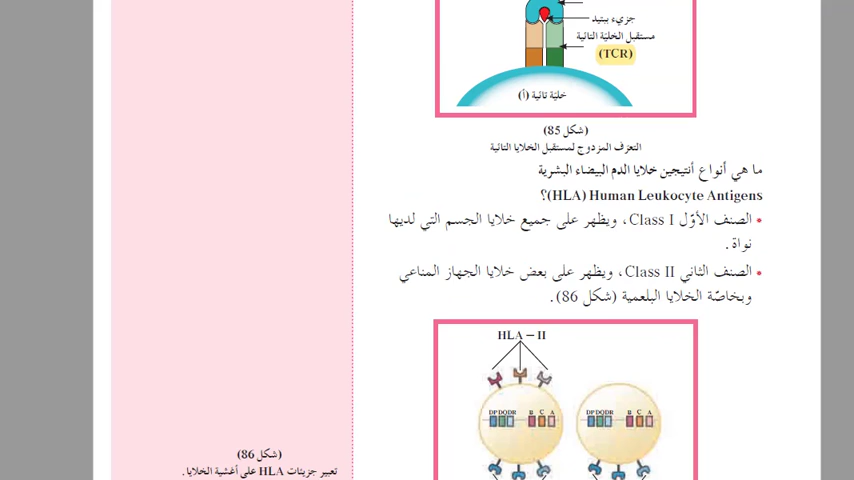 جزيء ببتيد
مستقبل الخليّة التائية
(TCR)
خليّة تائية (أ)
(شكل 85)
التعرّف المزدوج لمستقبل الخلايا التائية
ما هي أنواع أنتيجين خلايا الدم البيضاء البشرية
Human Leukocyte Antigens (HLA)؟
• الصنف الأوّل Class I، ويظهر على جميع خلايا الجسم التي لديها
نواة.
• الصنف الثاني Class II، ويظهر على بعض خلايا الجهاز المناعي
وبخاصّة الخلايا البلعمية (شكل 86).
HLA – II
DP DQ DR B C A
DP DQ DR B C A
(شكل 86)
تعبير جزيئات HLA على أغشية الخلايا.